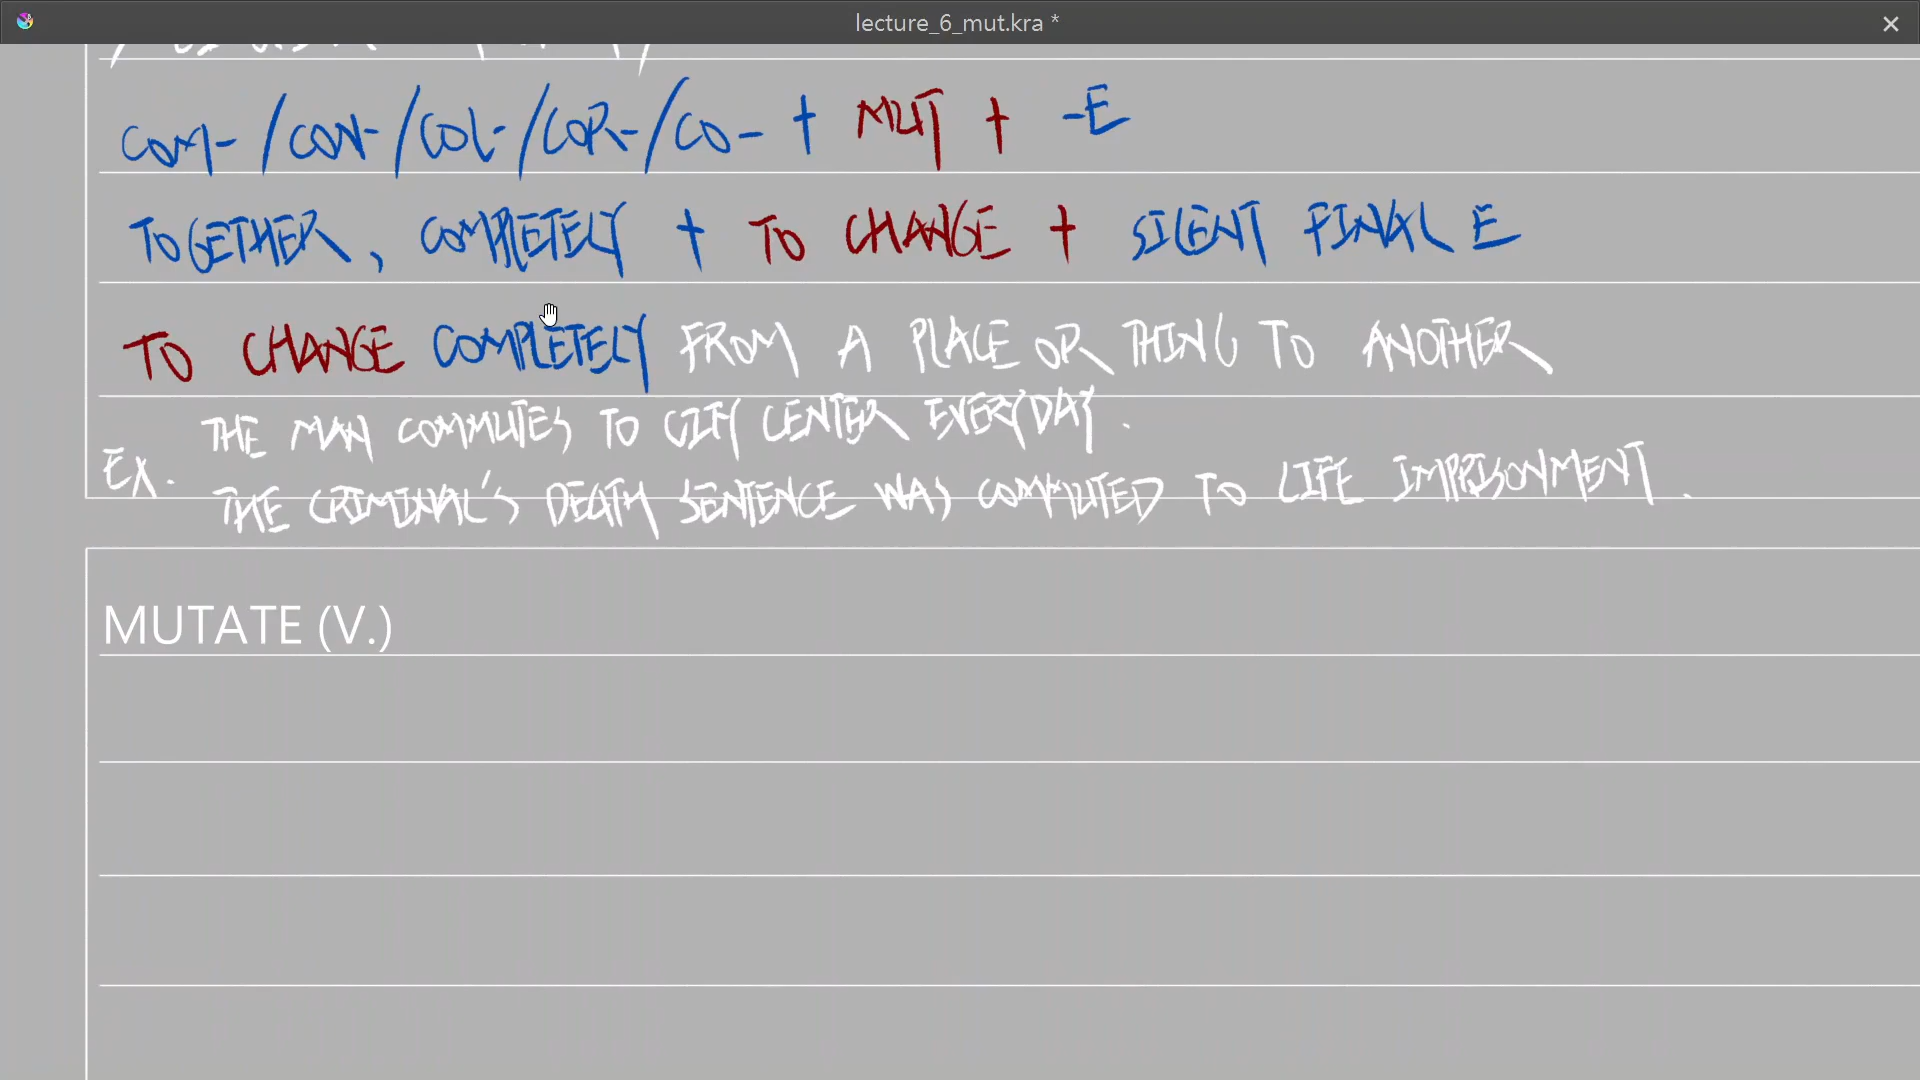 lecture_6_mut.kra *
COM- / CON- / COL- / COR- / CO- + MUT + -E
TOGETHER, COMPLETELY + TO CHANGE + SILENT FINAL E
TO CHANGE COMPLETELY FROM A PLACE OR THING TO ANOTHER
THE MAN COMMUTES TO CITY CENTER EVERYDAY.
EX.
THE CRIMINAL'S DEATH SENTENCE WAS COMMUTED TO LIFE IMPRISONMENT.
MUTATE (V.)